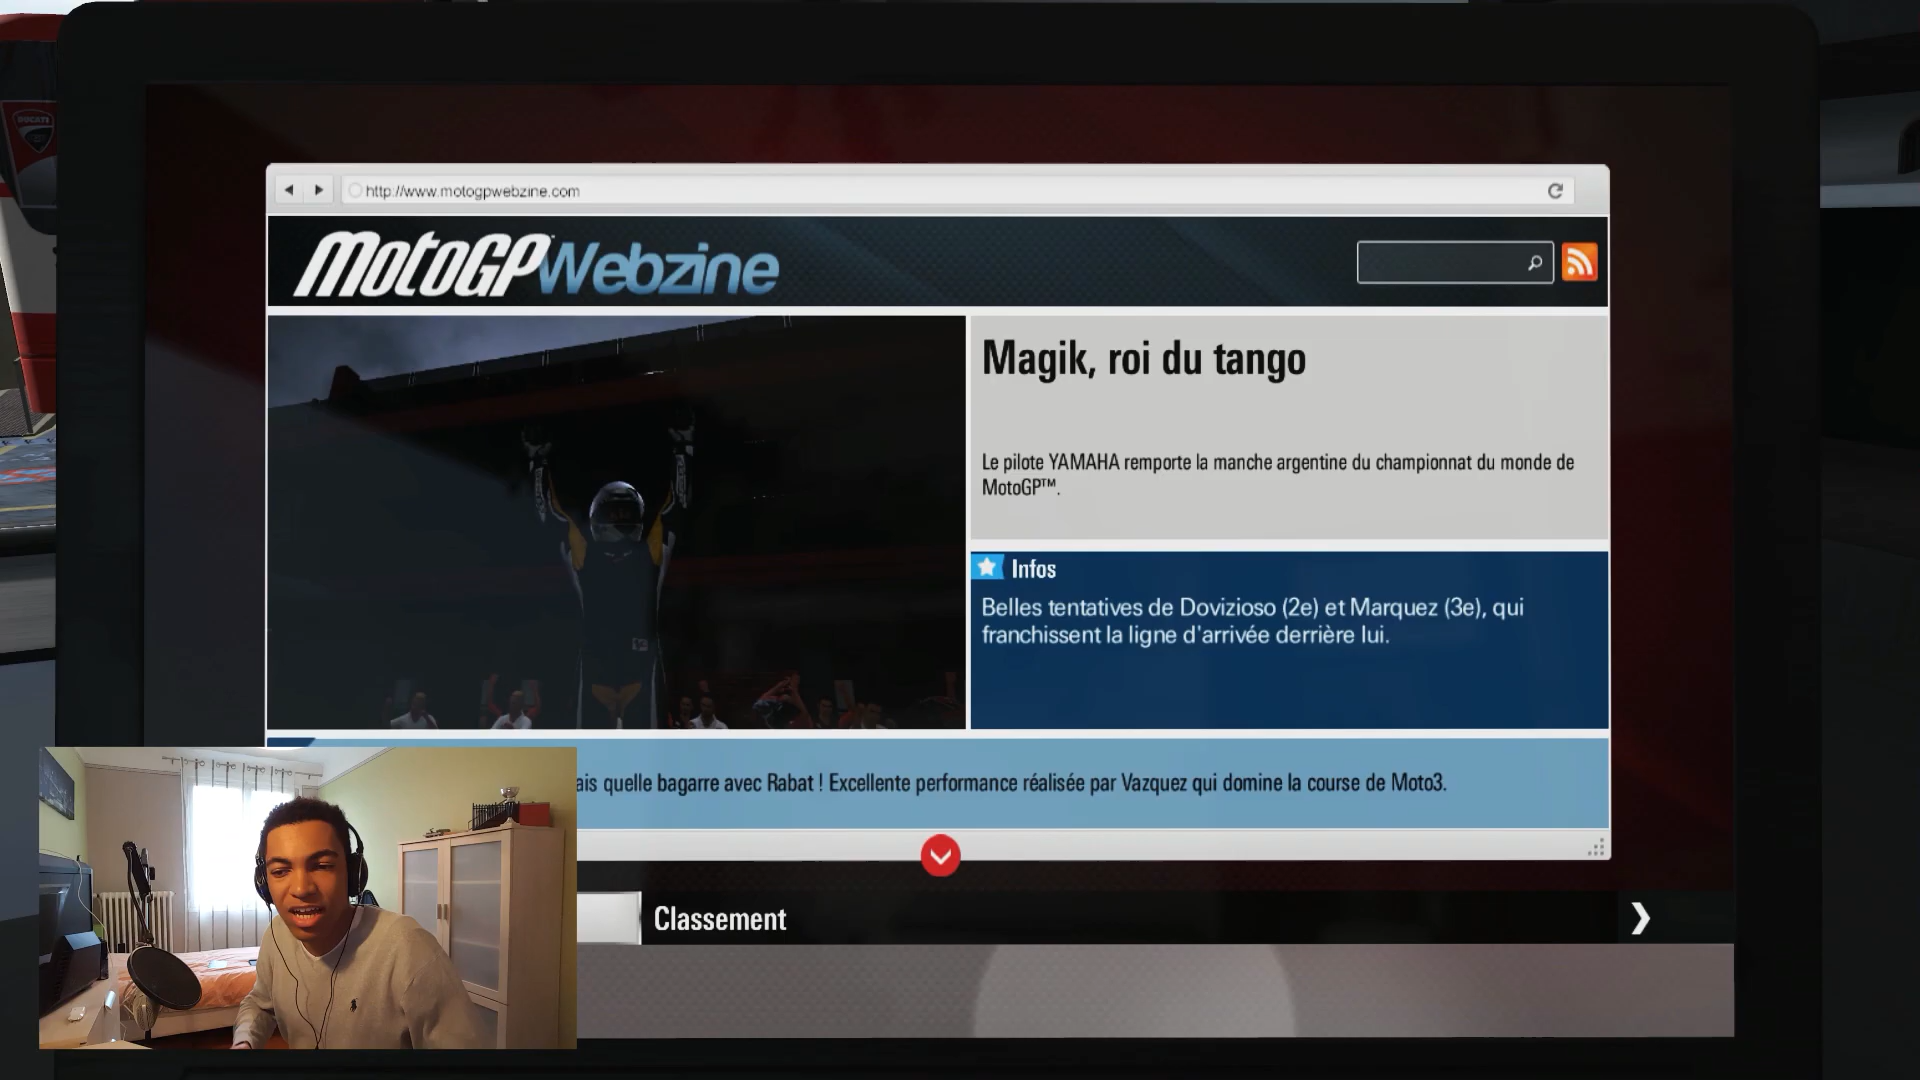 DUCATI
http://www.motogpwebzine.com
MotoGP™Webzine
Magik, roi du tango
Le pilote YAMAHA remporte la manche argentine du championnat du monde de
MotoGP™.
Infos
Belles tentatives de Dovizioso (2e) et Marquez (3e), qui
franchissent la ligne d'arrivée derrière lui.
ais quelle bagarre avec Rabat ! Excellente performance réalisée par Vazquez qui domine la course de Moto3.
Classement